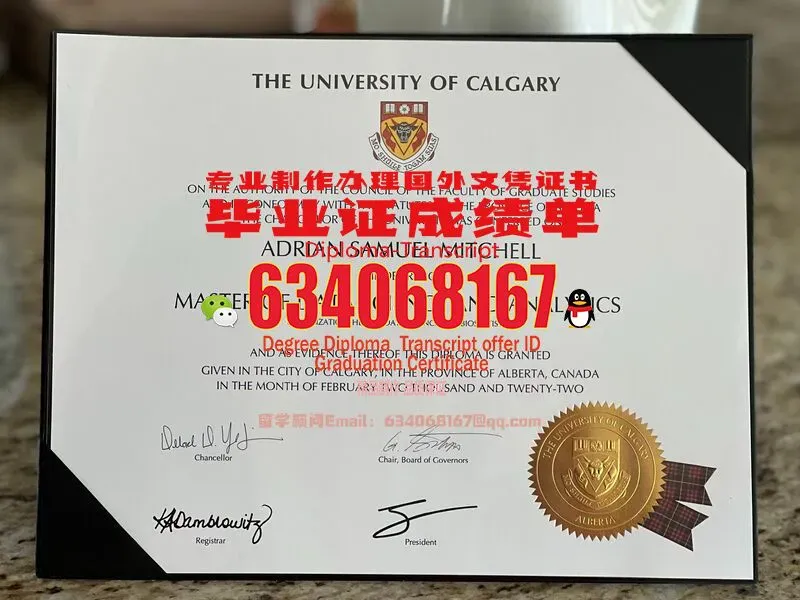 THE UNIVERSITY OF CALGARY
MO SHÙILE TOGAM SUAS
专业制作办理国外文凭证书
ON THE AUTHORITY OF THE COUNCIL OF THE FACULTY OF GRADUATE STUDIES
毕业证成绩单
ADRIAN SAMUEL MITCHELL
Diploma Transcript
634068167
MASTER OF
Degree Diploma Transcript offer ID
AND AS EVIDENCE THEREOF THIS DIPLOMA IS GRANTED
Graduation Certificate
GIVEN IN THE CITY OF CALGARY, IN THE PROVINCE OF ALBERTA, CANADA
IN THE MONTH OF FEBRUARY, TWO THOUSAND AND TWENTY-TWO
留学顾问Email: 634068167@qq.com
Chancellor
Chair, Board of Governors
Registrar
President
THE UNIVERSITY OF CALGARY
ALBERTA